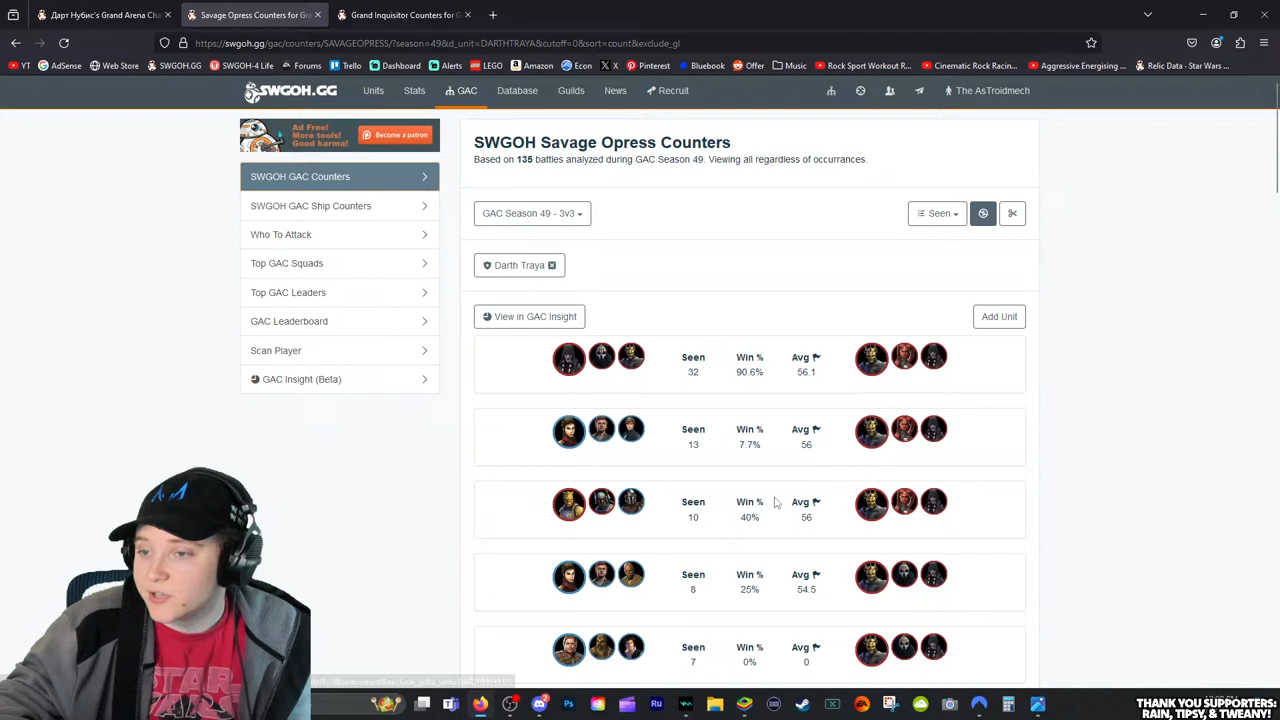 Дарт Нубис's Grand Arena Cha
Savage Opress Counters for Gra
Grand Inquisitor Counters for G
https://swgoh.gg/gac/counters/SAVAGEOPRESS/?season=49&d_unit=DARTHTRAYA&cutoff=0&sort=count&exclude_gl
YT AdSense Web Store SWGOH.GG SWGOH-4 Life Forums Trello Dashboard Alerts LEGO Amazon Econ X Pinterest Bluebook Offer Music Rock Sport Workout R... Cinematic Rock Racin... Aggressive Energising ... Relic Data - Star Wars ...
SWGOH.GG Units Stats GAC Database Guilds News Recruit The AsTroidmech
Ad Free!
More tools!
Good karma!
Become a patron
SWGOH GAC Counters
SWGOH GAC Ship Counters
Who To Attack
Top GAC Squads
Top GAC Leaders
GAC Leaderboard
Scan Player
GAC Insight (Beta)
SWGOH Savage Opress Counters
Based on 135 battles analyzed during GAC Season 49. Viewing all regardless of occurrances.
GAC Season 49 - 3v3
Seen
Darth Traya
View in GAC Insight
Add Unit
Seen Win % Avg
32 90.6% 56.1
Seen Win % Avg
13 7.7% 56
Seen Win % Avg
10 40% 56
Seen Win % Avg
8 25% 54.5
Seen Win % Avg
7 0% 0
THANK YOU SUPPORTERS:
RAIN, TIPSY, & TWEANY!